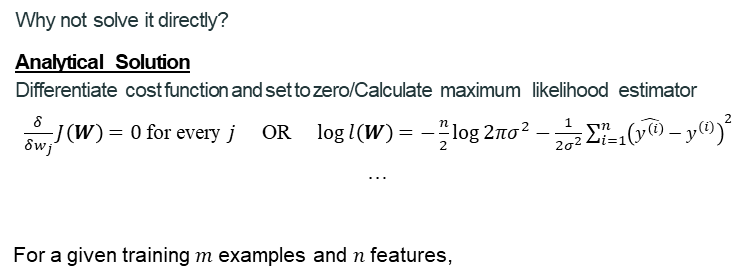 Why not solve it directly?
Analytical Solution
Differentiate cost function and set to zero/Calculate maximum likelihood estimator
δ/δw_j J(W) = 0 for every j OR log l(W) = −n/2 log 2πσ² − 1/2σ² Σⁿᵢ₌₁(y^(i)^ − y^(i))²
…
For a given training m examples and n features,